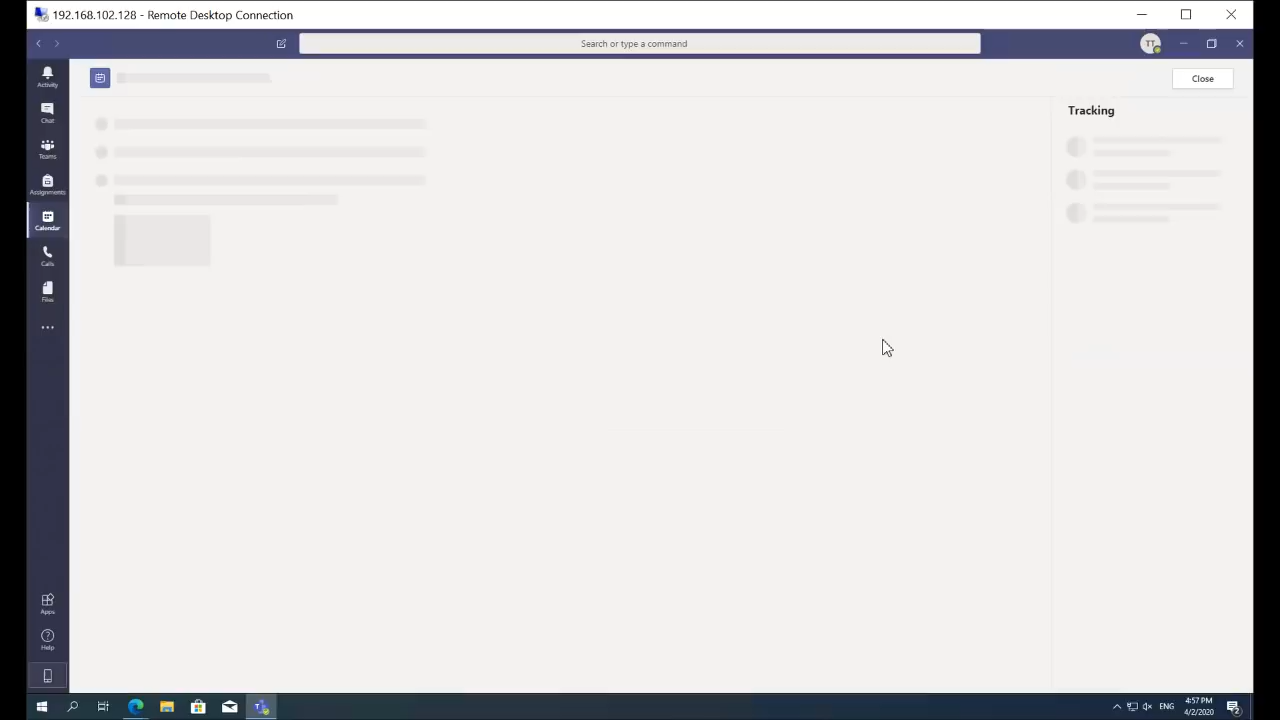 192.168.102.128 - Remote Desktop Connection
Search or type a command
TT
Activity
Close
Chat
Tracking
Teams
Assignments
Calendar
Calls
Files
Apps
Help
ENG
4:57 PM
4/2/2020
2